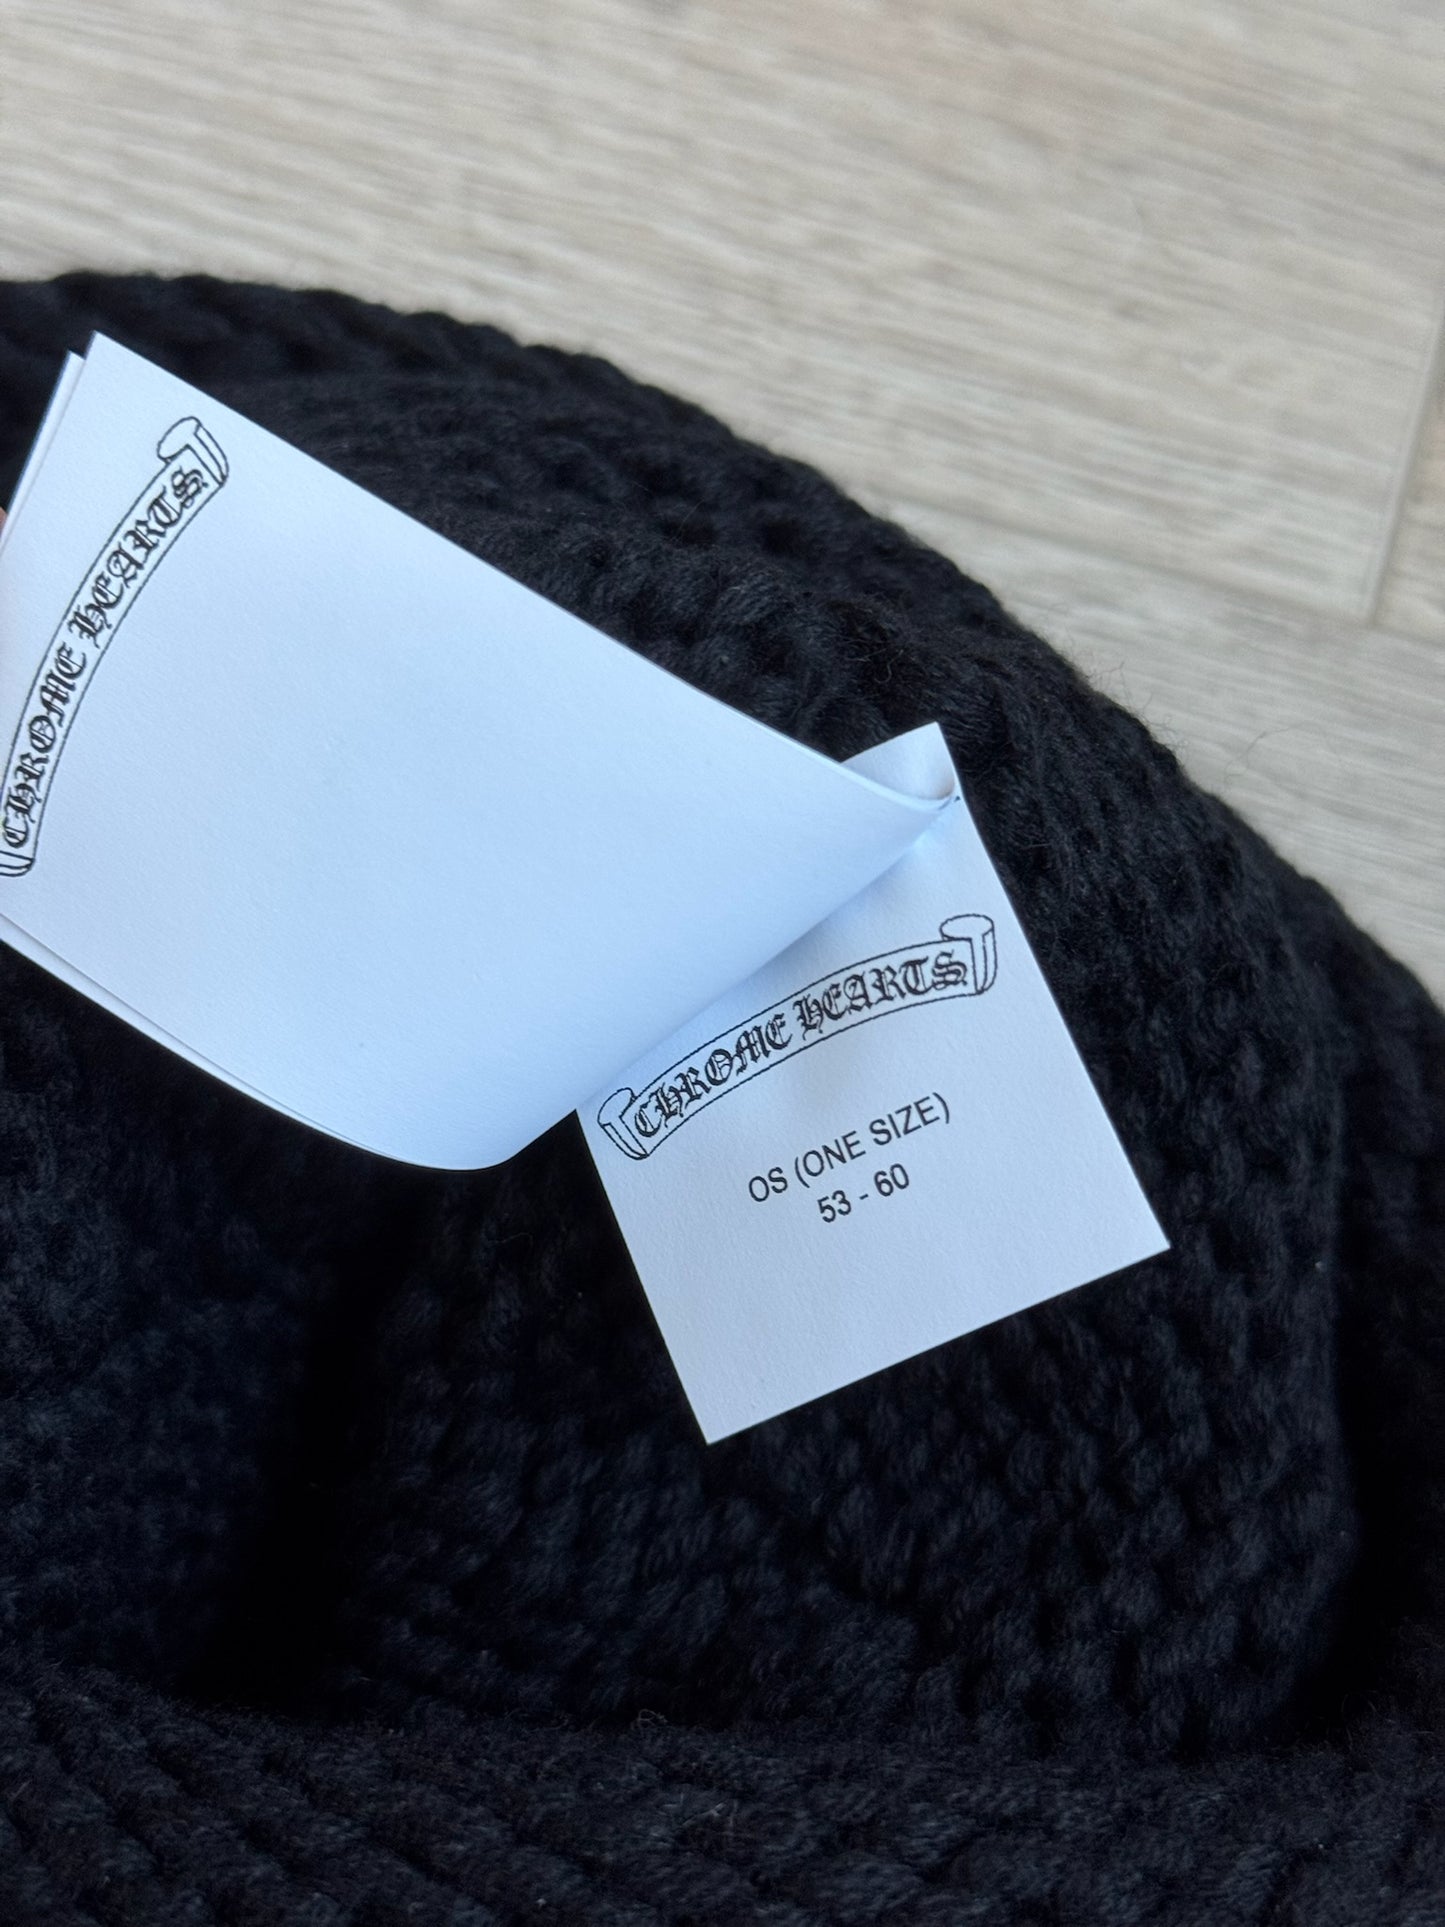 CHROME HEARTS
CHROME HEARTS
OS (ONE SIZE)
53 - 60